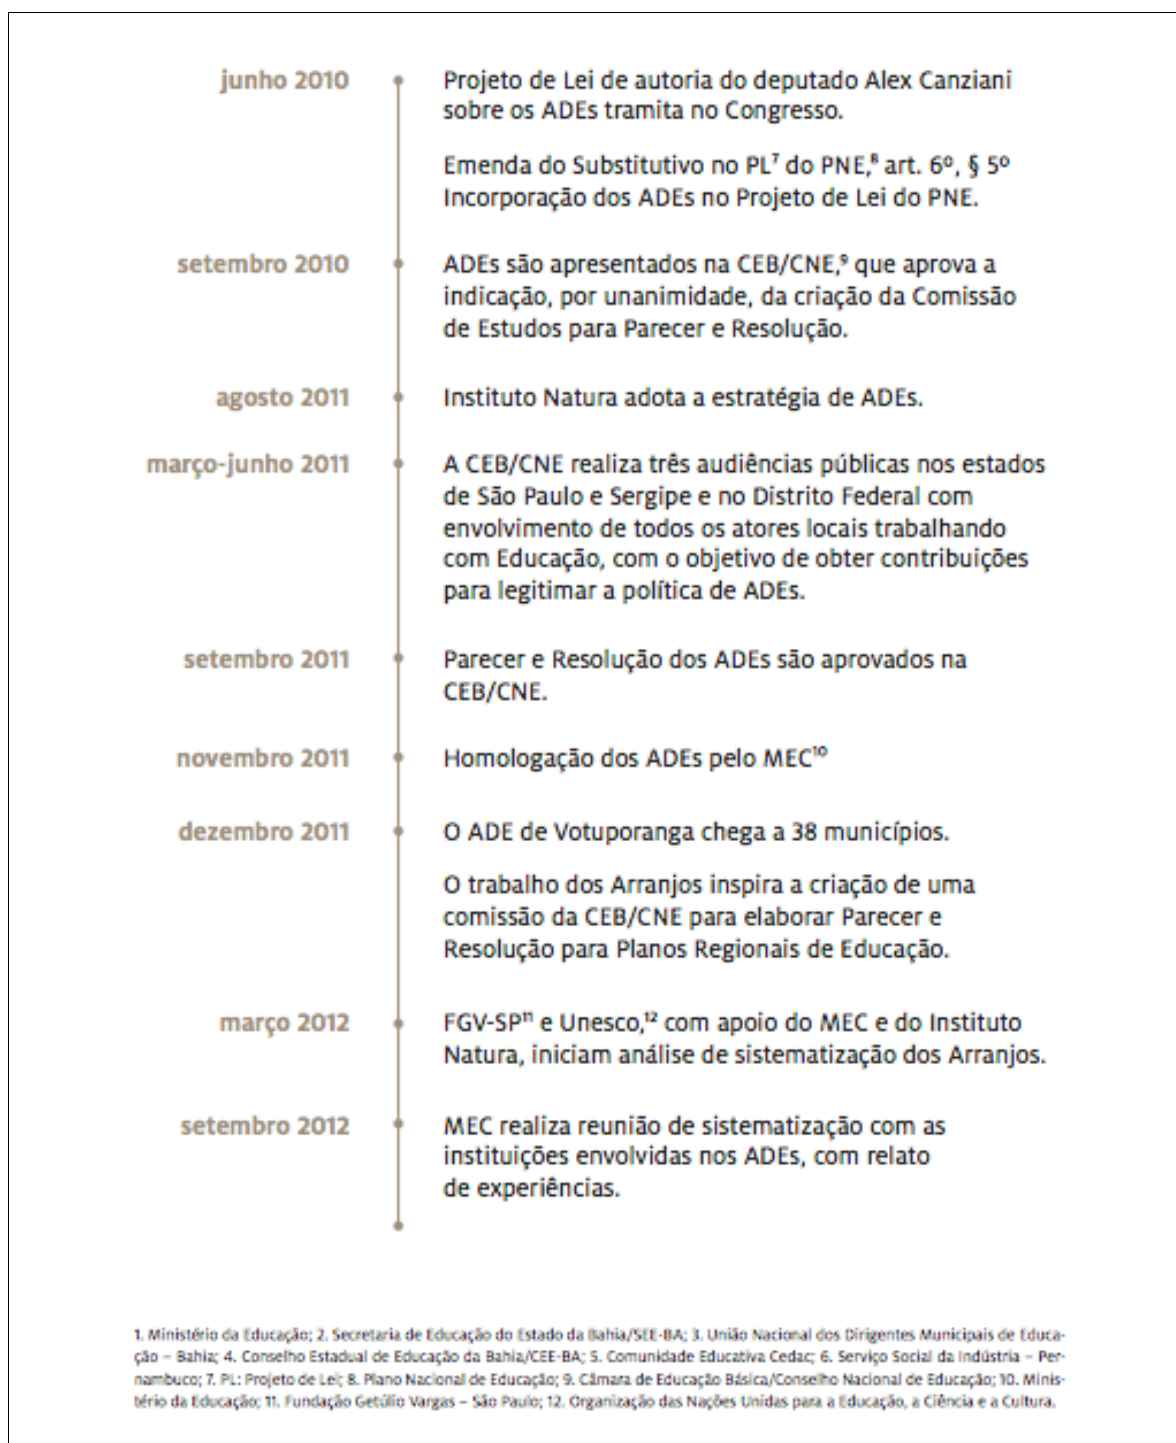 junho 2010
Projeto de Lei de autoria do deputado Alex Canziani
sobre os ADEs tramita no Congresso.
Emenda do Substitutivo no PL⁷ do PNE,⁸ art. 6º, § 5º
Incorporação dos ADEs no Projeto de Lei do PNE.
setembro 2010
ADEs são apresentados na CEB/CNE,⁹ que aprova a
indicação, por unanimidade, da criação da Comissão
de Estudos para Parecer e Resolução.
agosto 2011
Instituto Natura adota a estratégia de ADEs.
março-junho 2011
A CEB/CNE realiza três audiências públicas nos estados
de São Paulo e Sergipe e no Distrito Federal com
envolvimento de todos os atores locais trabalhando
com Educação, com o objetivo de obter contribuições
para legitimar a política de ADEs.
setembro 2011
Parecer e Resolução dos ADEs são aprovados na
CEB/CNE.
novembro 2011
Homologação dos ADEs pelo MEC¹⁰
dezembro 2011
O ADE de Votuporanga chega a 38 municípios.
O trabalho dos Arranjos inspira a criação de uma
comissão da CEB/CNE para elaborar Parecer e
Resolução para Planos Regionais de Educação.
março 2012
FGV-SP¹¹ e Unesco,¹² com apoio do MEC e do Instituto
Natura, iniciam análise de sistematização dos Arranjos.
setembro 2012
MEC realiza reunião de sistematização com as
instituições envolvidas nos ADEs, com relato
de experiências.
1. Ministério da Educação; 2. Secretaria de Educação do Estado da Bahia/SEE-BA; 3. União Nacional dos Dirigentes Municipais de Educa-
ção – Bahia; 4. Conselho Estadual de Educação da Bahia/CEE-BA; 5. Comunidade Educativa Cedac; 6. Serviço Social da Indústria – Per-
nambuco; 7. PL: Projeto de Lei; 8. Plano Nacional de Educação; 9. Câmara de Educação Básica/Conselho Nacional de Educação; 10. Minis-
tério da Educação; 11. Fundação Getúlio Vargas – São Paulo; 12. Organização das Nações Unidas para a Educação, a Ciência e a Cultura.